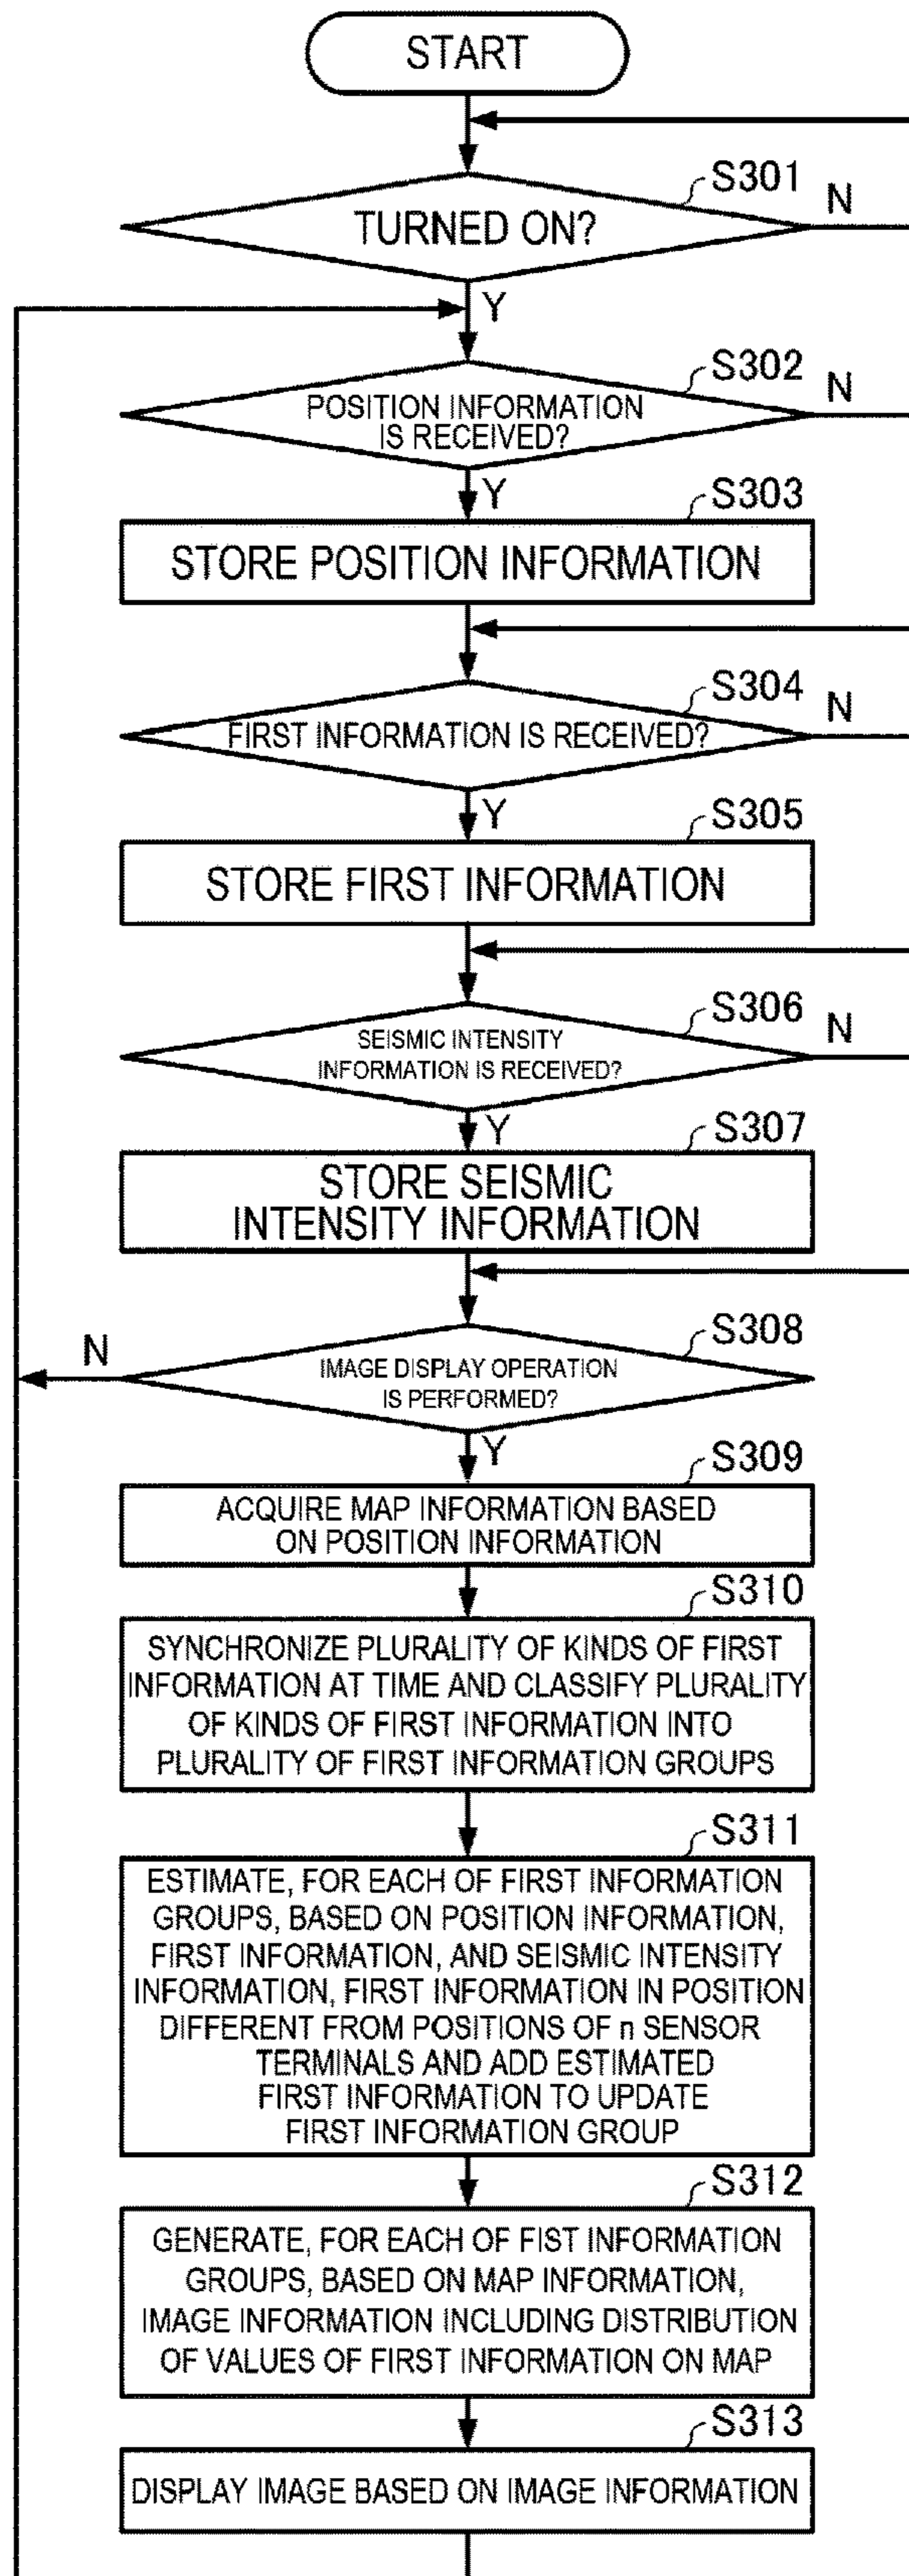 START
S301
N
TURNED ON?
Y
S302
N
POSITION INFORMATION
IS RECEIVED?
Y
S303
STORE POSITION INFORMATION
S304
N
FIRST INFORMATION IS RECEIVED?
Y
S305
STORE FIRST INFORMATION
S306
N
SEISMIC INTENSITY
INFORMATION IS RECEIVED?
Y
S307
STORE SEISMIC
INTENSITY INFORMATION
S308
N
IMAGE DISPLAY OPERATION
IS PERFORMED?
Y
S309
ACQUIRE MAP INFORMATION BASED
ON POSITION INFORMATION
S310
SYNCHRONIZE PLURALITY OF KINDS OF FIRST
INFORMATION AT TIME AND CLASSIFY PLURALITY
OF KINDS OF FIRST INFORMATION INTO
PLURALITY OF FIRST INFORMATION GROUPS
S311
ESTIMATE, FOR EACH OF FIRST INFORMATION
GROUPS, BASED ON POSITION INFORMATION,
FIRST INFORMATION, AND SEISMIC INTENSITY
INFORMATION, FIRST INFORMATION IN POSITION
DIFFERENT FROM POSITIONS OF n SENSOR
TERMINALS AND ADD ESTIMATED
FIRST INFORMATION TO UPDATE
FIRST INFORMATION GROUP
S312
GENERATE, FOR EACH OF FIST INFORMATION
GROUPS, BASED ON MAP INFORMATION,
IMAGE INFORMATION INCLUDING DISTRIBUTION
OF VALUES OF FIRST INFORMATION ON MAP
S313
DISPLAY IMAGE BASED ON IMAGE INFORMATION